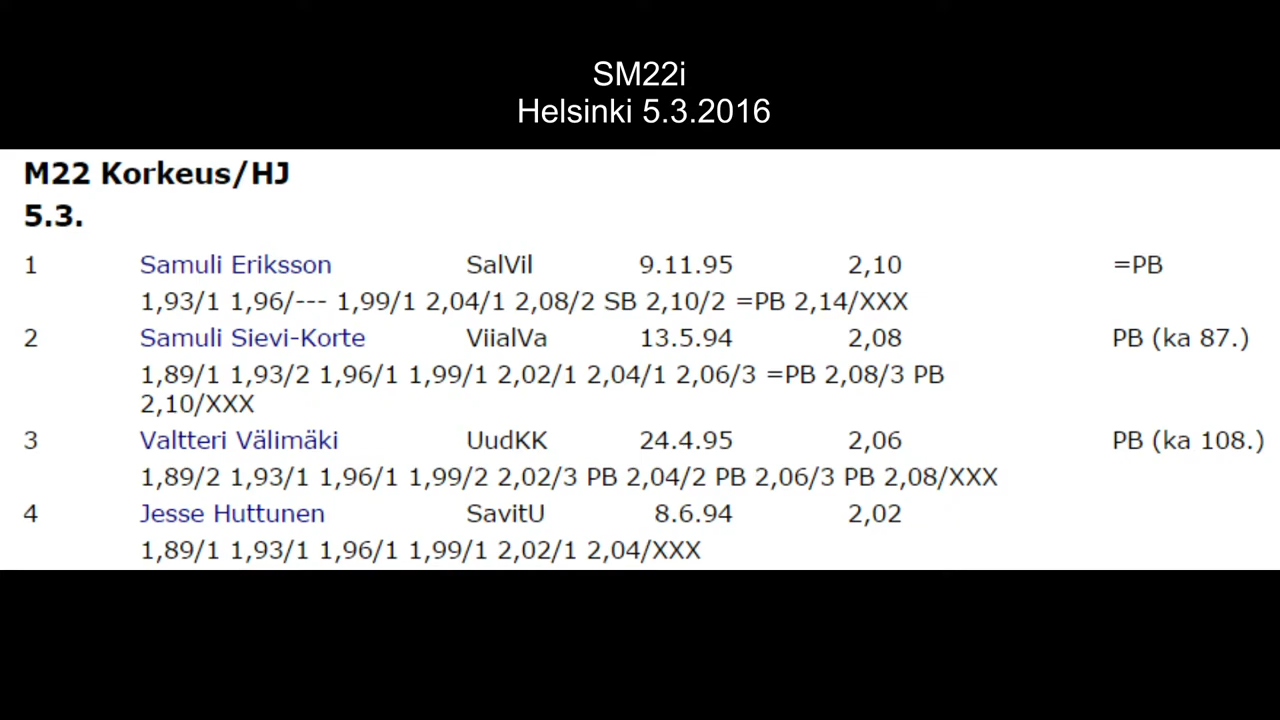 SM22i
Helsinki 5.3.2016
M22 Korkeus/HJ
5.3.
1 Samuli Eriksson SalVil 9.11.95 2,10 =PB
1,93/1 1,96/--- 1,99/1 2,04/1 2,08/2 SB 2,10/2 =PB 2,14/XXX
2 Samuli Sievi-Korte ViialVa 13.5.94 2,08 PB (ka 87.)
1,89/1 1,93/2 1,96/1 1,99/1 2,02/1 2,04/1 2,06/3 =PB 2,08/3 PB
2,10/XXX
3 Valtteri Välimäki UudKK 24.4.95 2,06 PB (ka 108.)
1,89/2 1,93/1 1,96/1 1,99/2 2,02/3 PB 2,04/2 PB 2,06/3 PB 2,08/XXX
4 Jesse Huttunen SavitU 8.6.94 2,02
1,89/1 1,93/1 1,96/1 1,99/1 2,02/1 2,04/XXX